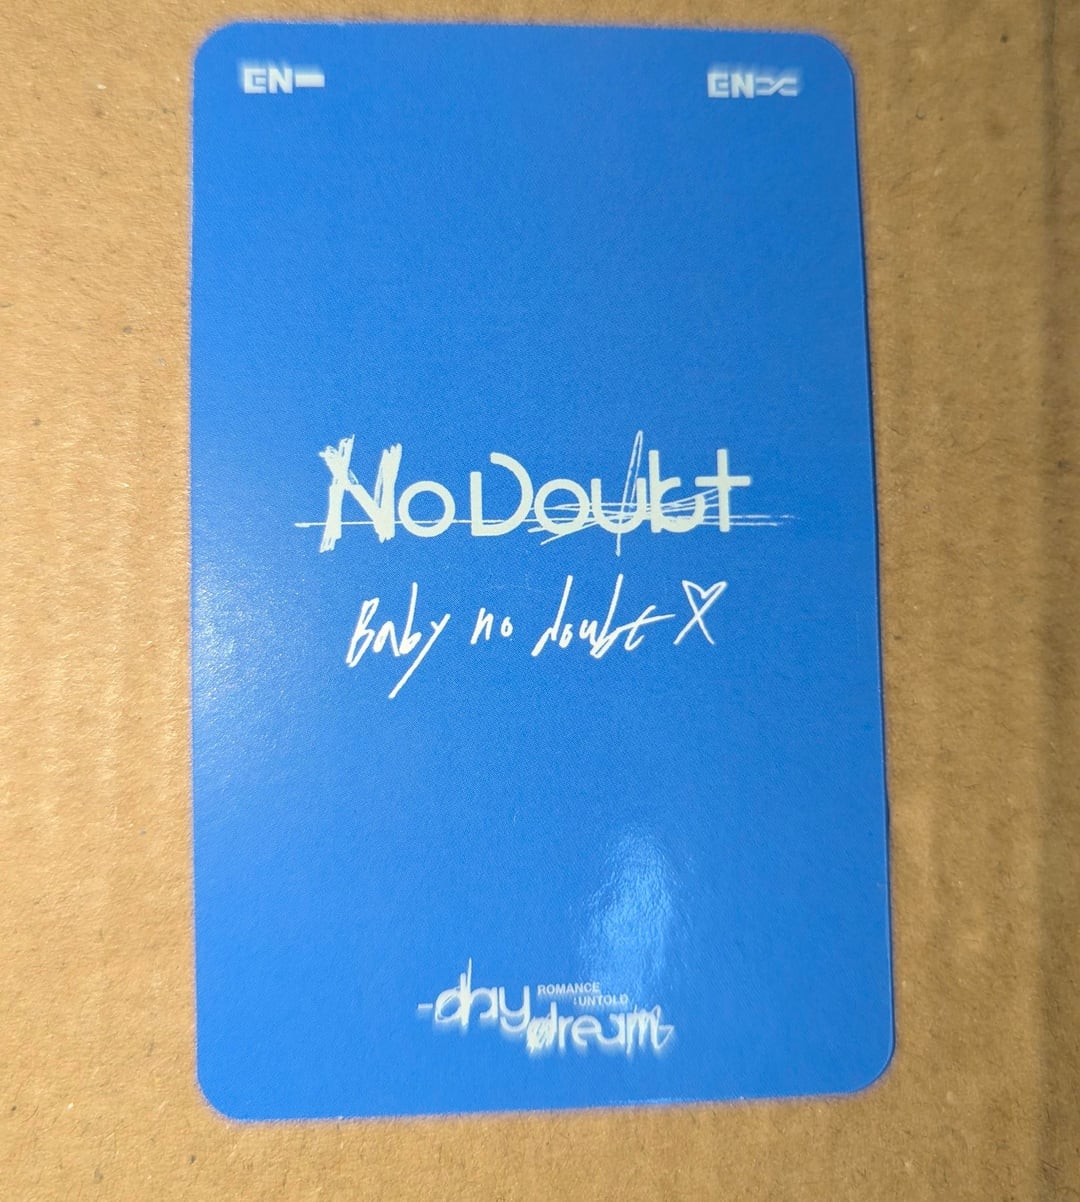 EN-
EN-
No Doubt
Baby no doubt
ROMANCE
: UNTOLD
-daydream-